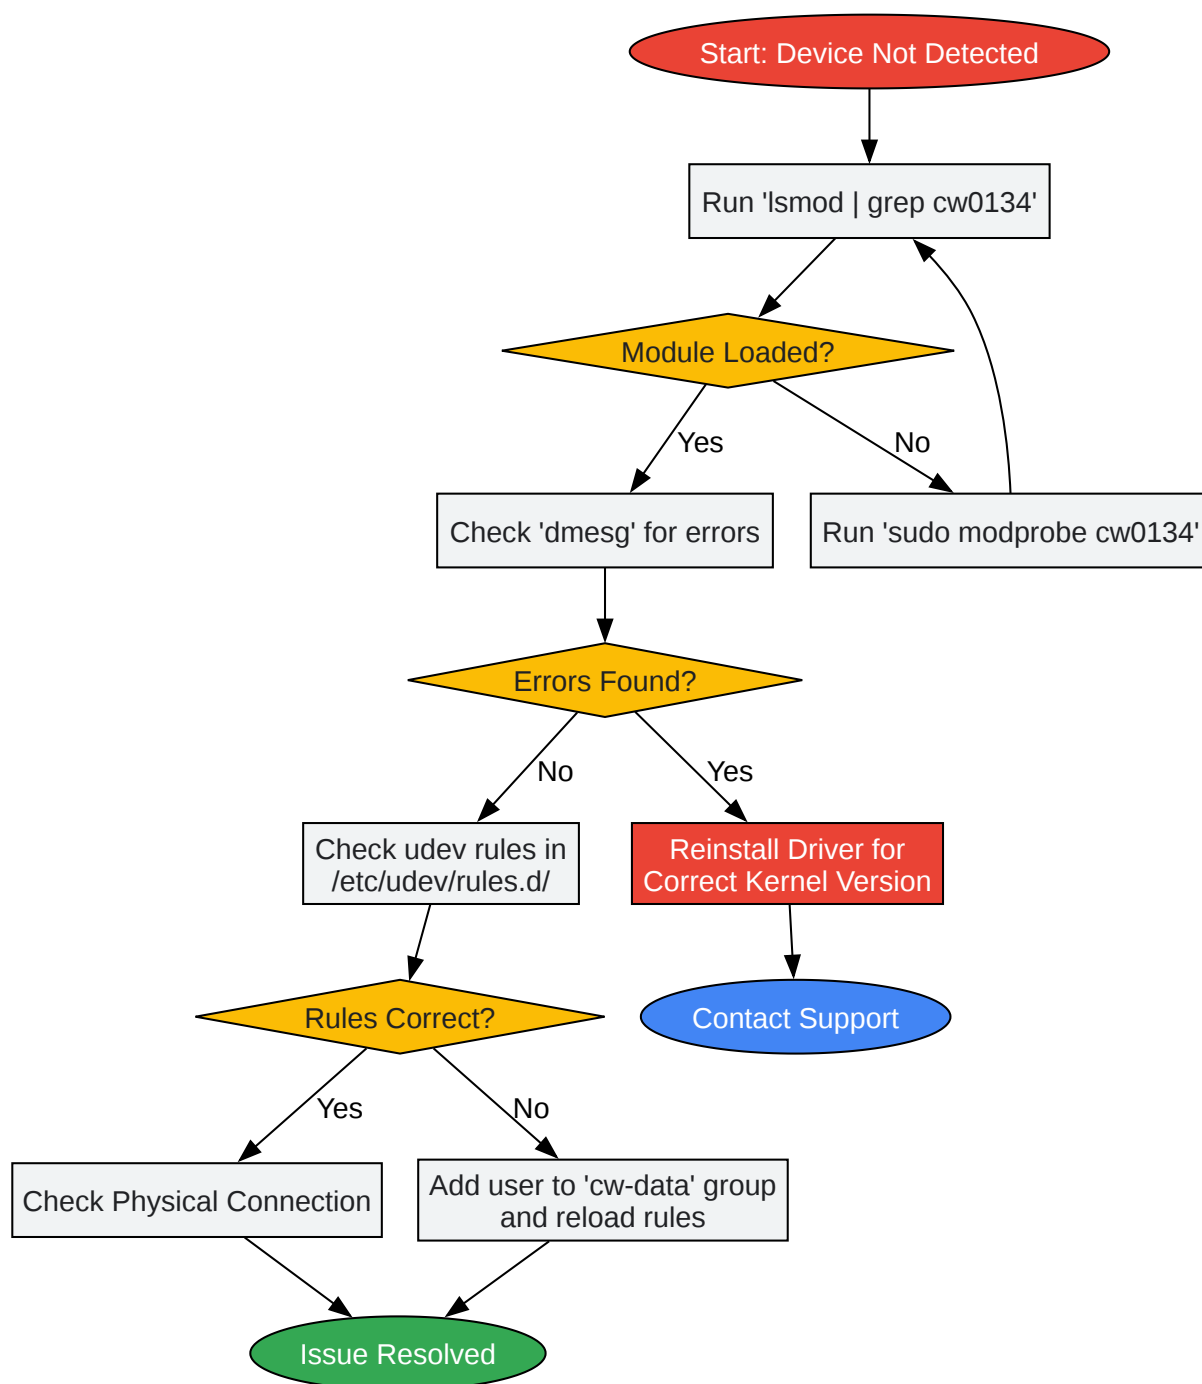 Start: Device Not Detected
Run 'lsmod | grep cw0134'
Module Loaded?
Yes
No
Check 'dmesg' for errors
Run 'sudo modprobe cw0134'
Errors Found?
No
Yes
Check udev rules in
/etc/udev/rules.d/
Reinstall Driver for
Correct Kernel Version
Rules Correct?
Contact Support
Yes
No
Check Physical Connection
Add user to 'cw-data' group
and reload rules
Issue Resolved